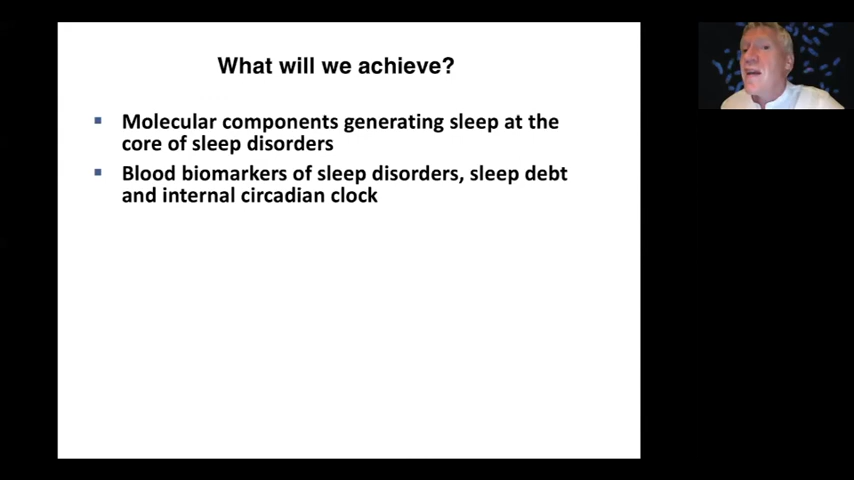 What will we achieve?
▪ Molecular components generating sleep at the
core of sleep disorders
▪ Blood biomarkers of sleep disorders, sleep debt
and internal circadian clock